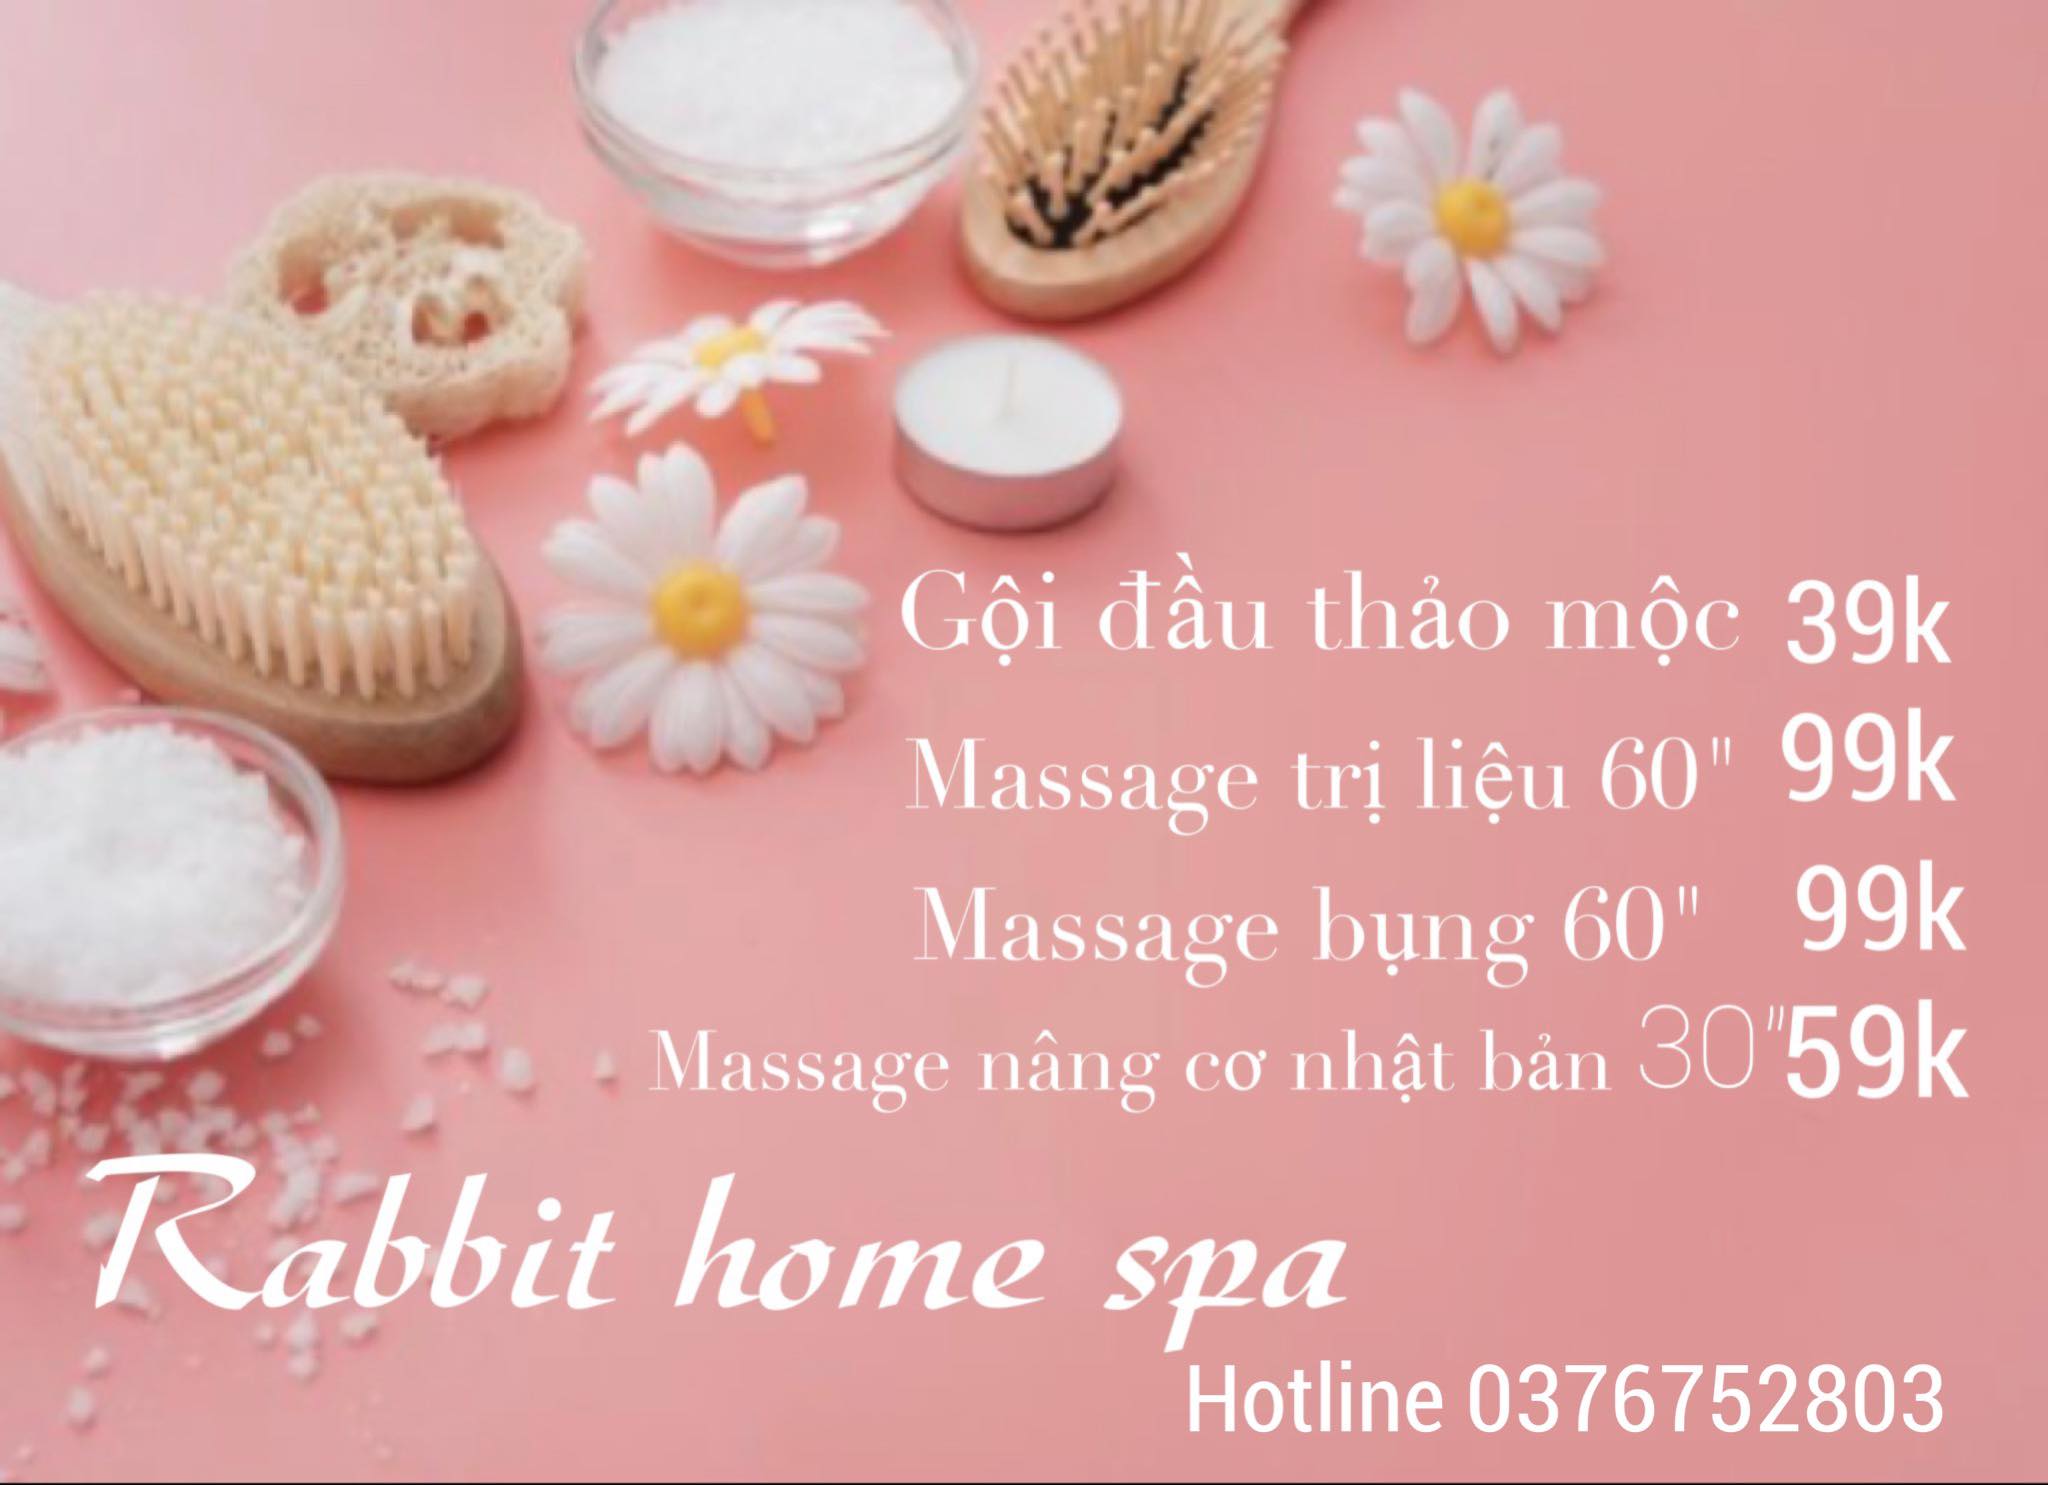 Gội đầu thảo mộc 39k
Massage trị liệu 60" 99k
Massage bụng 60" 99k
Massage nâng cơ nhật bản 30" 59k
Rabbit home spa
Hotline 0376752803